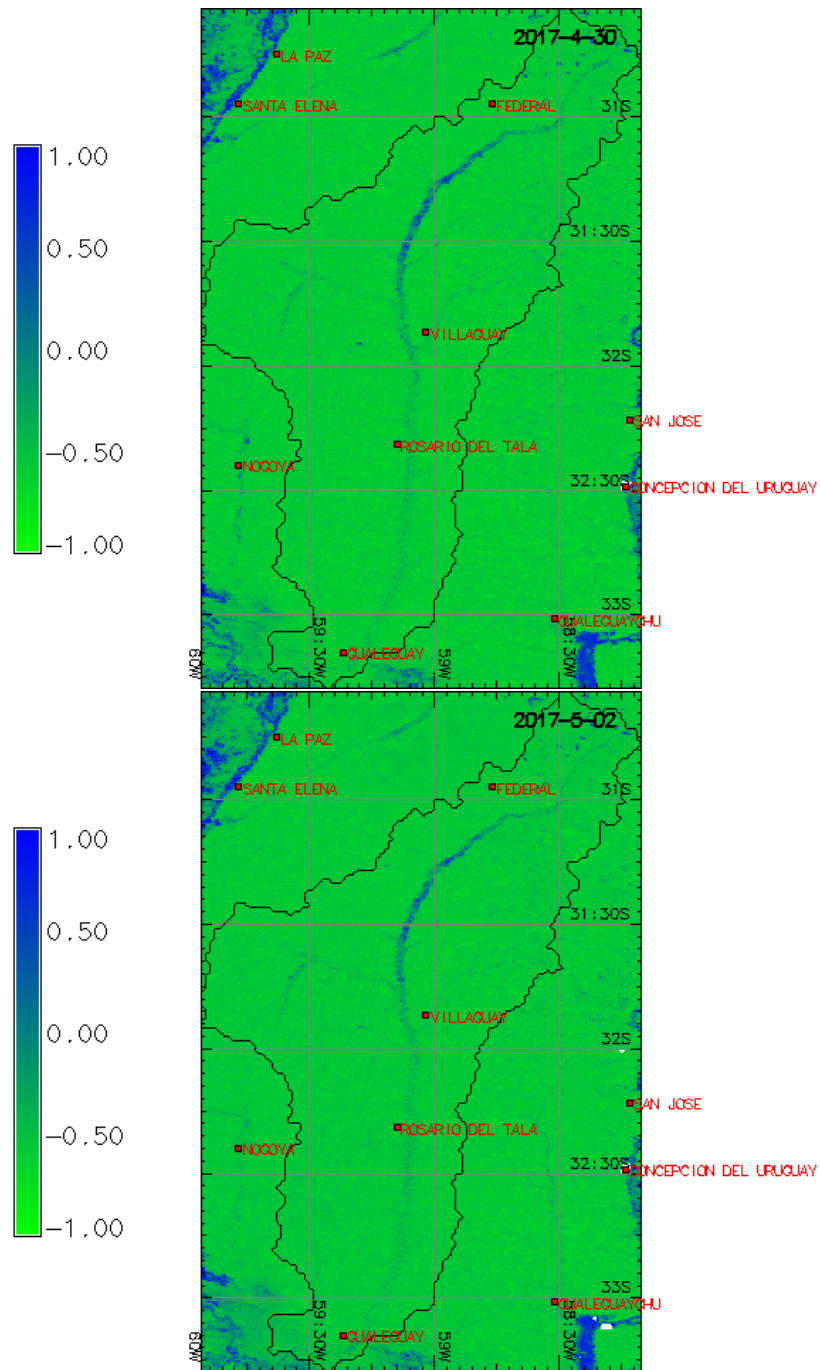 2017-4-30
LA PAZ
SANTA ELENA
FEDERAL
31S
1.00
0.50
31:30S
0.00
VILLAGUAY
32S
-0.50
SAN JOSE
ROSARIO DEL TALA
NOGOYA
32:30S
CONCEPCION DEL URUGUAY
-1.00
33S
GUALEGUAYCHU
60W
59:30W
59W
58:30W
GUALEGUAY
2017-5-02
LA PAZ
SANTA ELENA
FEDERAL
31S
1.00
0.50
31:30S
0.00
VILLAGUAY
32S
SAN JOSE
-0.50
ROSARIO DEL TALA
NOGOYA
32:30S
CONCEPCION DEL URUGUAY
-1.00
33S
GUALEGUAYCHU
60W
59:30W
59W
58:30W
GUALEGUAY